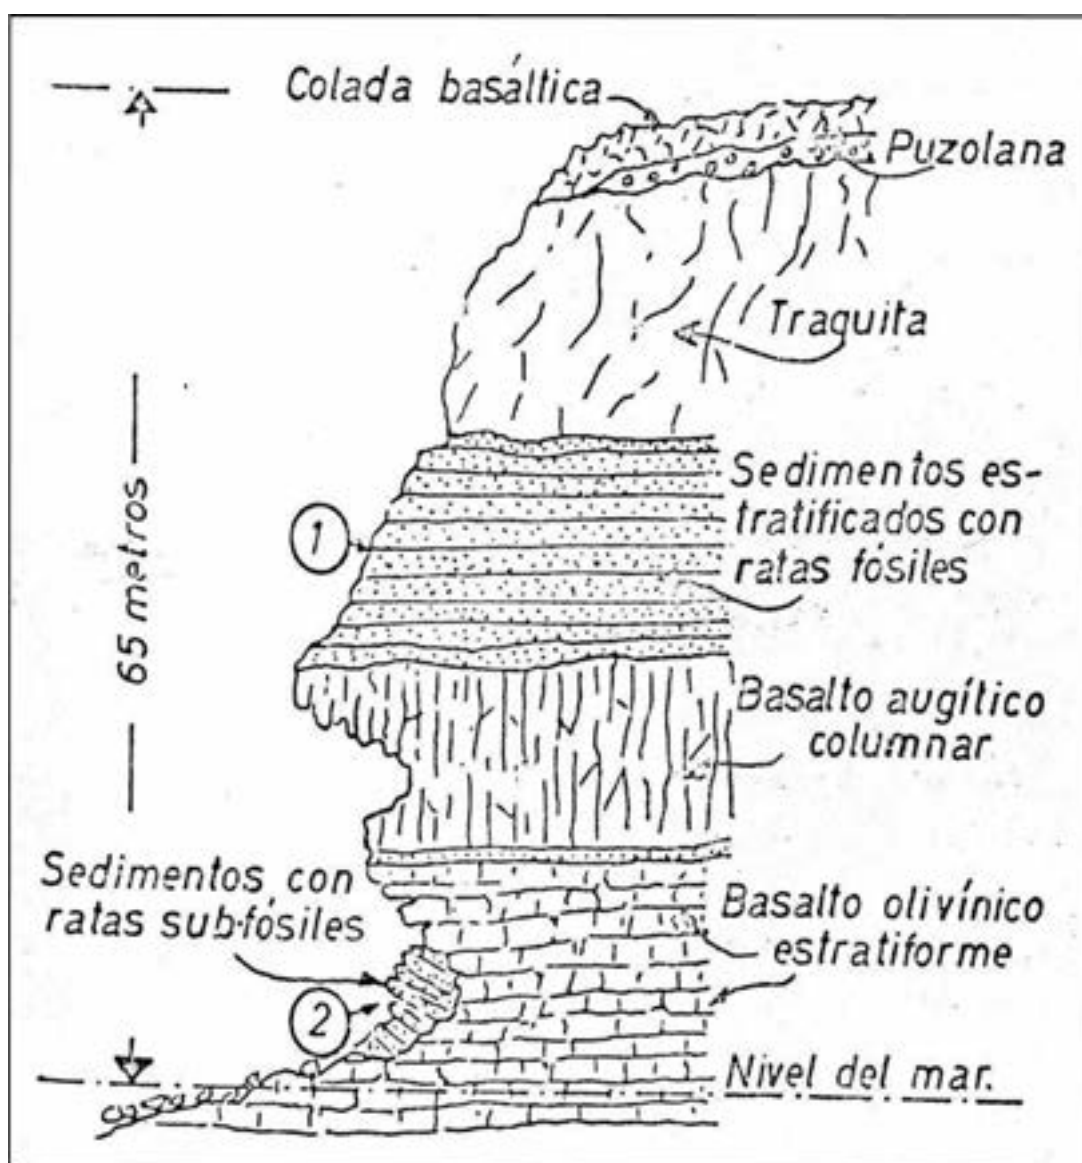 Colada basáltica
Puzolana
Traquita
65 metros
1
Sedimentos es-
tratificados con
ratas fósiles
Basalto augítico
columnar
Sedimentos con
ratas sub-fósiles
2
Basalto olivínico
estratiforme
Nivel del mar.